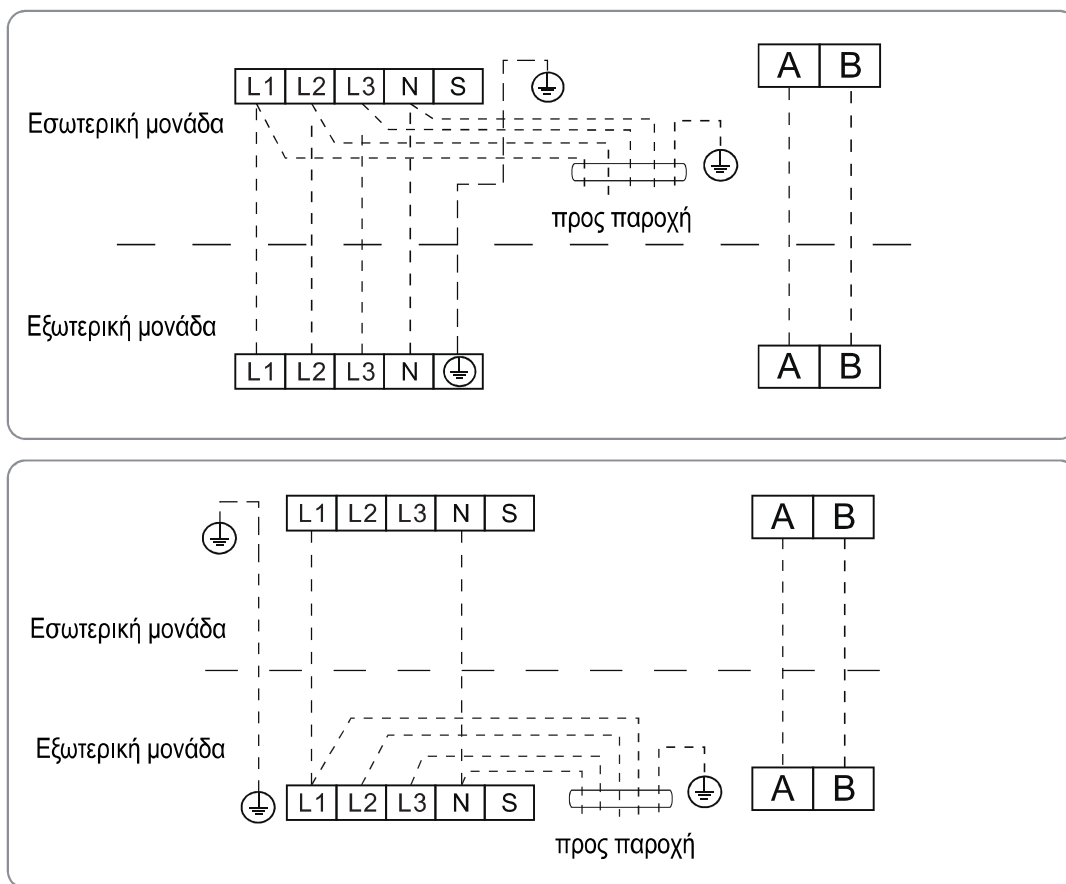 L1 L2 L3 N S
A B
Εσωτερική μονάδα
προς παροχή
Εξωτερική μονάδα
L1 L2 L3 N
A B
L1 L2 L3 N S
A B
Εσωτερική μονάδα
Εξωτερική μονάδα
L1 L2 L3 N S
A B
προς παροχή